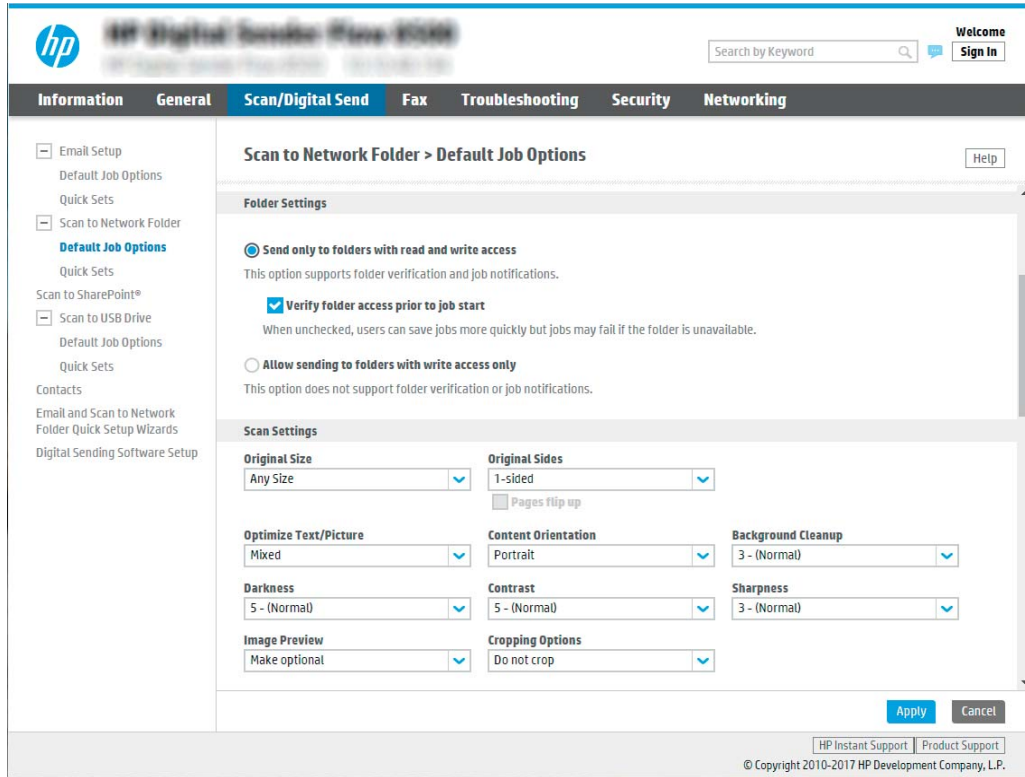 hp
HP Digital Sender Flow 8500
Welcome
Search by Keyword
Sign In
Information General Scan/Digital Send Fax Troubleshooting Security Networking
Email Setup
Default Job Options
Quick Sets
Scan to Network Folder
Default Job Options
Quick Sets
Scan to SharePoint®
Scan to USB Drive
Default Job Options
Quick Sets
Contacts
Email and Scan to Network
Folder Quick Setup Wizards
Digital Sending Software Setup
Scan to Network Folder > Default Job Options
Help
Folder Settings
Send only to folders with read and write access
This option supports folder verification and job notifications.
Verify folder access prior to job start
When unchecked, users can save jobs more quickly but jobs may fail if the folder is unavailable.
Allow sending to folders with write access only
This option does not support folder verification or job notifications.
Scan Settings
Original Size Original Sides
Any Size 1-sided
Pages flip up
Optimize Text/Picture Content Orientation Background Cleanup
Mixed Portrait 3 - (Normal)
Darkness Contrast Sharpness
5 - (Normal) 5 - (Normal) 3 - (Normal)
Image Preview Cropping Options
Make optional Do not crop
Apply Cancel
HP Instant Support Product Support
© Copyright 2010-2017 HP Development Company, L.P.